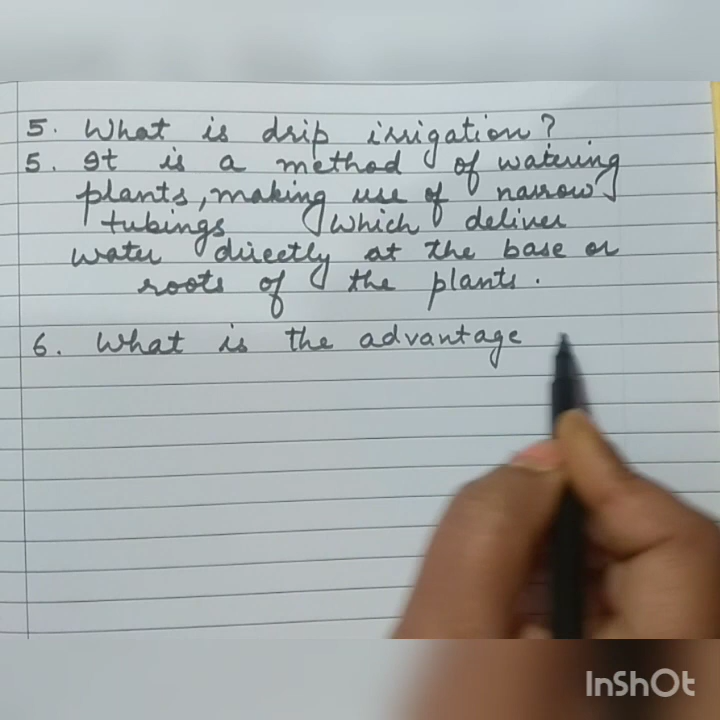 5. What is drip irrigation?
5. It is a method of watering
plants, making use of narrow
tubings which deliver
water directly at the base or
roots of the plants.
6. What is the advantage
InShOt